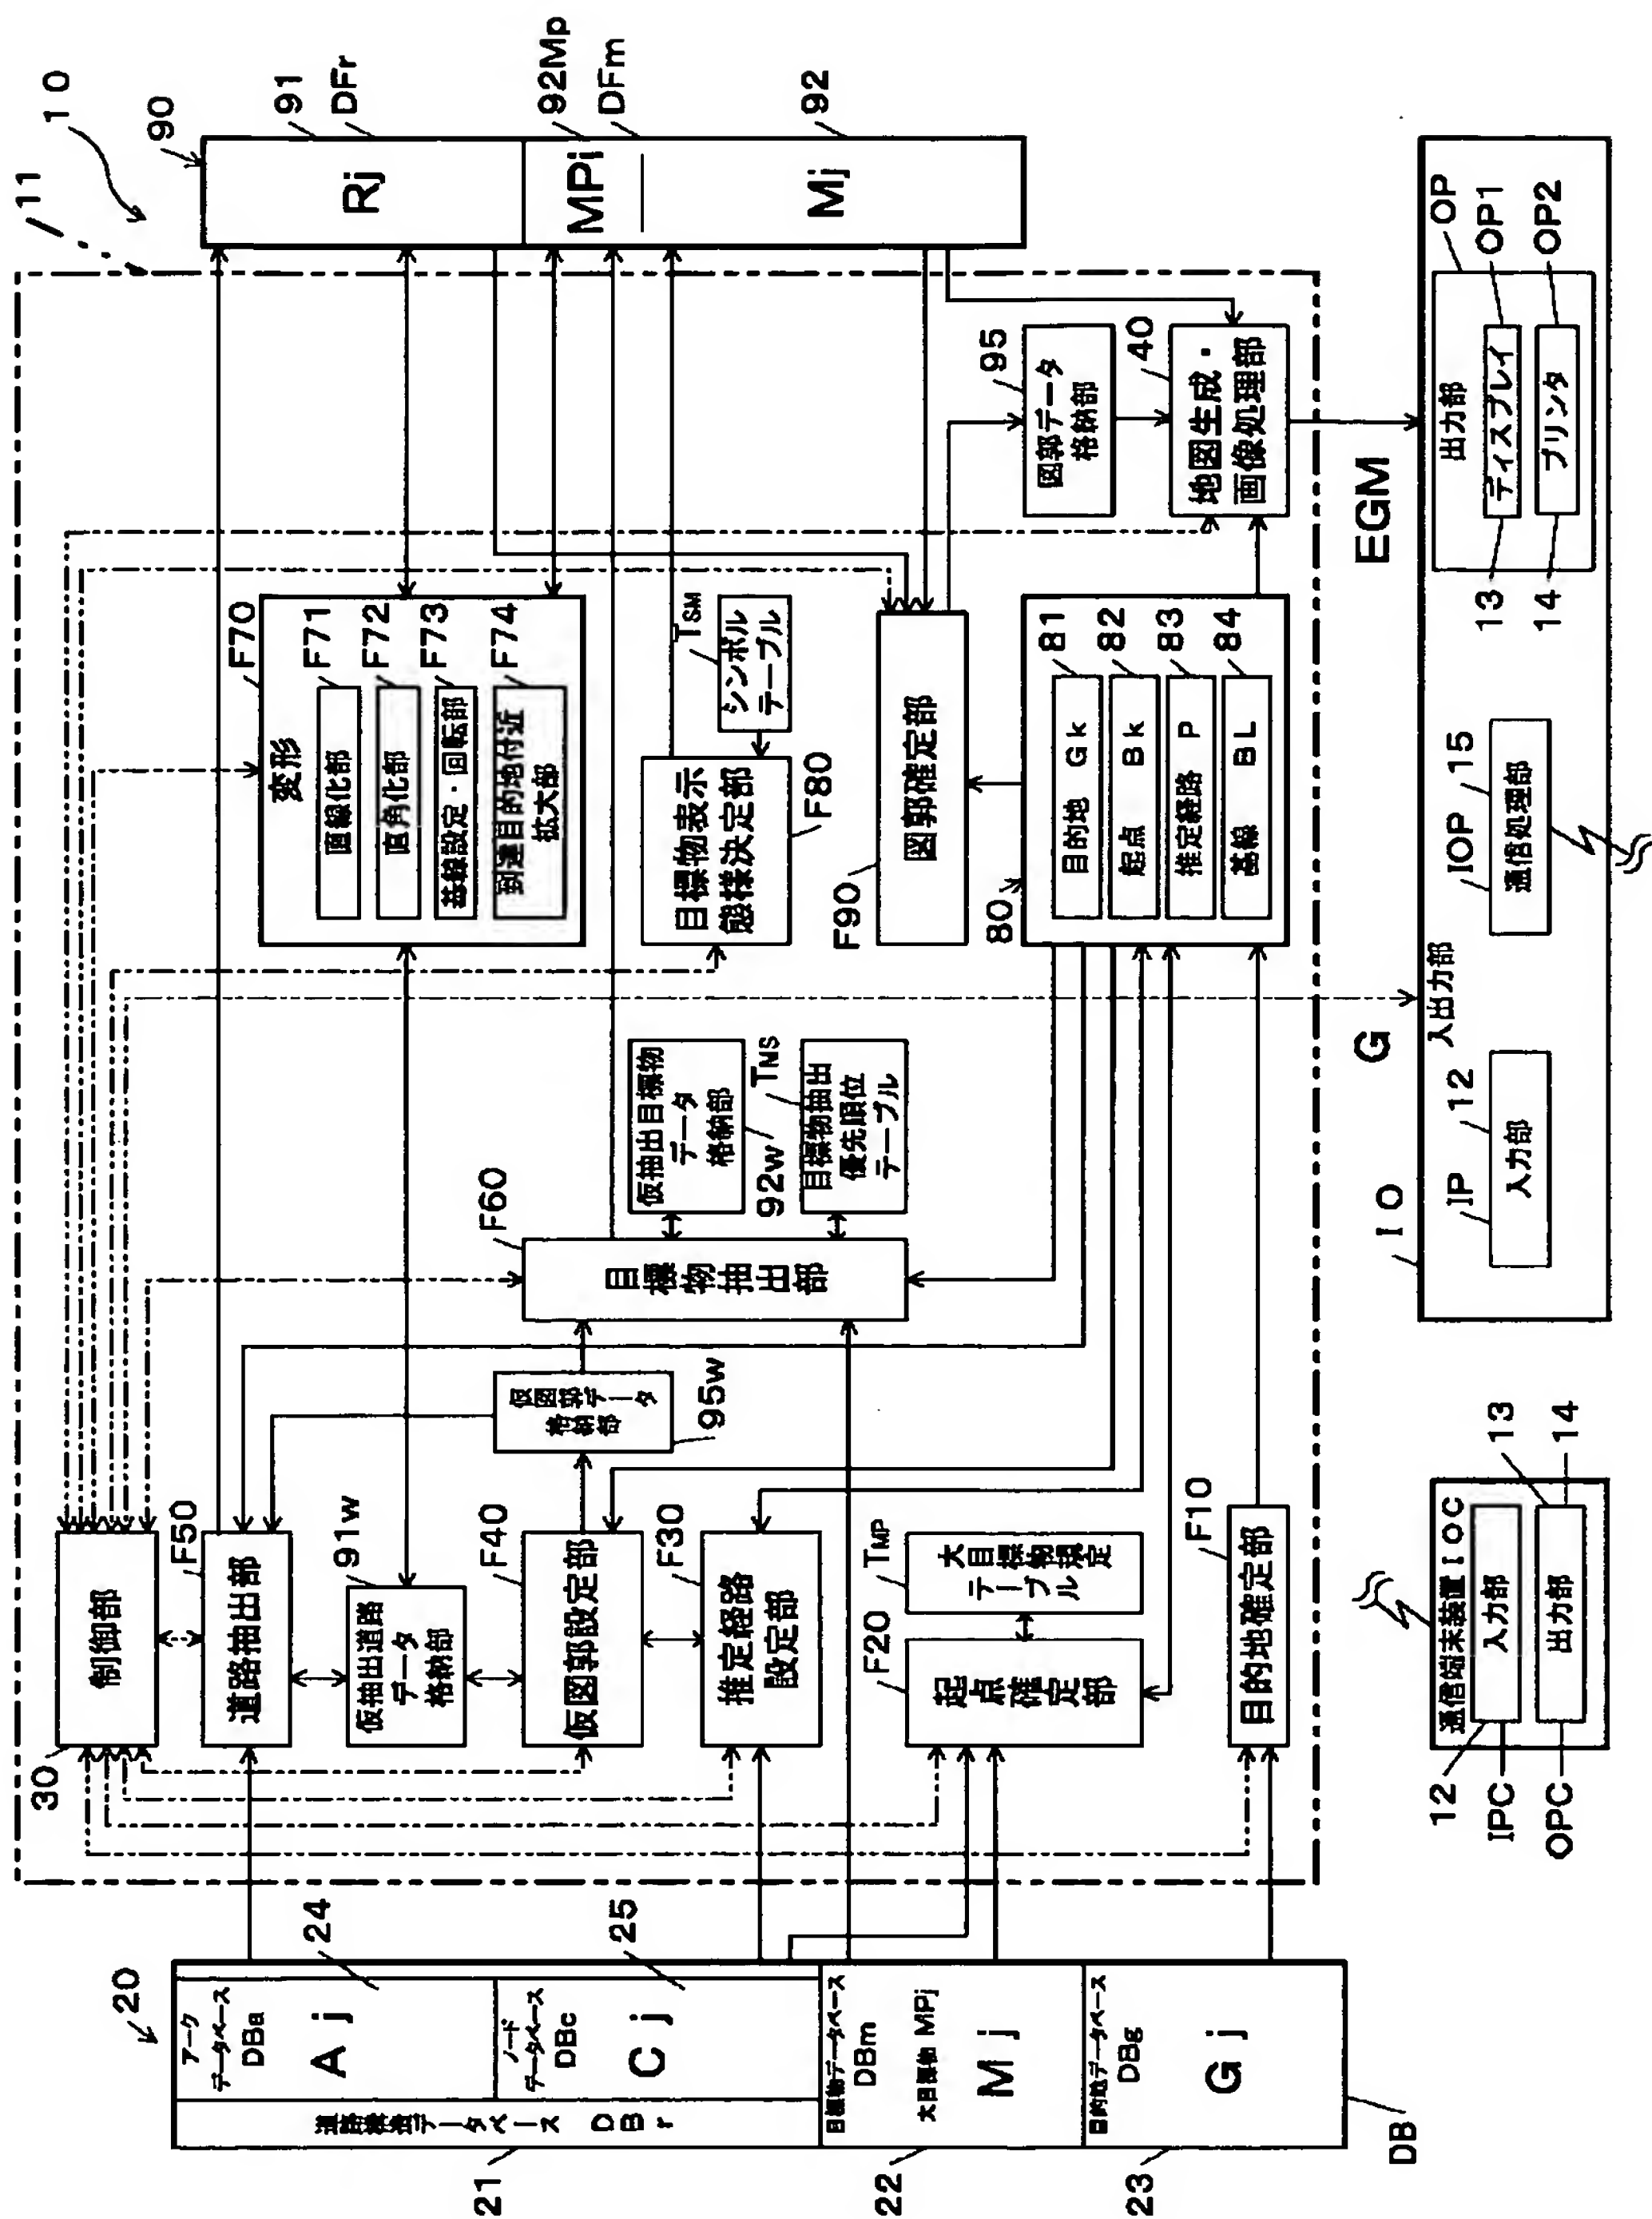 10
11
20
アーク
データベース
DBa
Aj
24
ノード
データベース
DBc
Cj
25
道路構造データベース DBr
21
目標物データベース
DBm
大目標物 MPj
Mj
22
目的地データベース
DBg
Gj
23
DB
30
制御部
道路抽出部
F50
仮抽出道路
データ
格納部
91w
仮図郭設定部
F40
推定経路
設定部
F30
起点確定部
F20
大目標物選定
テーブル
TMP
目的地確定部
F10
仮図郭データ
格納部
95w
目標物抽出部
F60
仮抽出目標物
データ
格納部
92w
目標物抽出
優先順位
テーブル
TMS
変形
F70
直線化部
F71
直角化部
F72
基線設定・回転部
F73
到達目的地付近
拡大部
F74
目標物表示
態様決定部
F80
シンボル
テーブル
TSM
図郭確定部
F90
80
目的地 Gk
81
起点 Bk
82
推定経路 P
83
基線 BL
84
図郭データ
格納部
95
地図生成・
画像処理部
40
90
Rj
91
DFr
MPi
92Mp
DFm
Mj
92
EGM
G
IO
入出力部
IP
12
入力部
IOP
15
通信処理部
出力部
OP
13
ディスプレイ
OP1
14
プリンタ
OP2
通信端末装置IOC
入力部
12
IPC
13
出力部
14
OPC